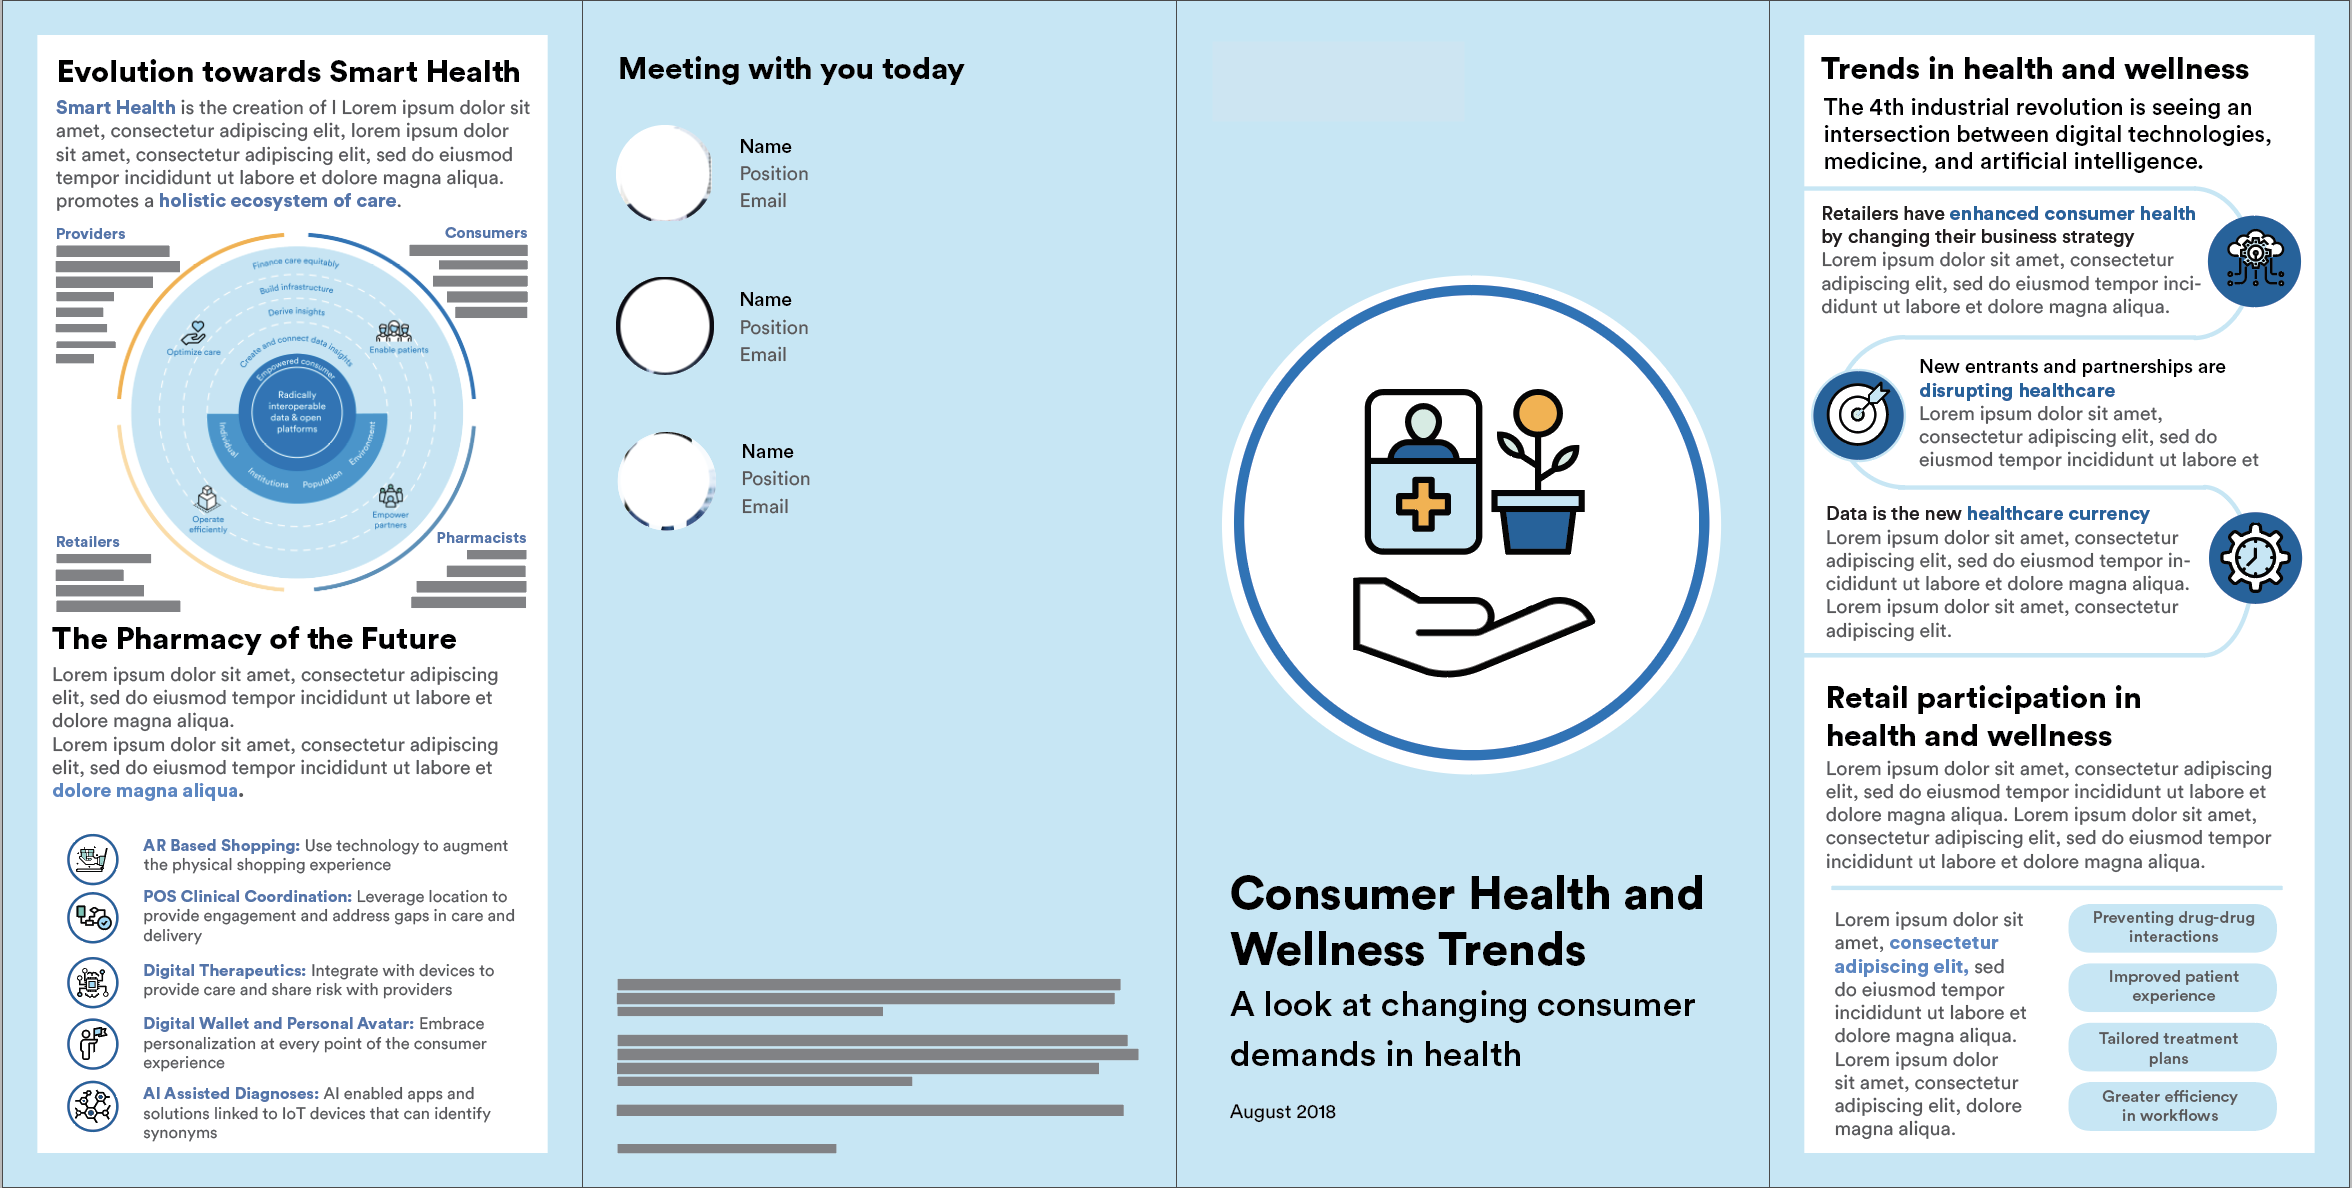 Evolution towards Smart Health
Smart Health is the creation of I Lorem ipsum dolor sit
amet, consectetur adipiscing elit, lorem ipsum dolor
sit amet, consectetur adipiscing elit, sed do eiusmod
tempor incididunt ut labore et dolore magna aliqua.
promotes a holistic ecosystem of care.
Providers
Consumers
Finance care equitably
Build infrastructure
Derive insights
Create and connect data insights
Optimize care
Enable patients
Empowered consumer
Radically
interoperable
data & open
platforms
Individual
Institutions
Population
Environment
Operate
efficiently
Empower
partners
Retailers
Pharmacists
The Pharmacy of the Future
Lorem ipsum dolor sit amet, consectetur adipiscing
elit, sed do eiusmod tempor incididunt ut labore et
dolore magna aliqua.
Lorem ipsum dolor sit amet, consectetur adipiscing
elit, sed do eiusmod tempor incididunt ut labore et
dolore magna aliqua.
AR Based Shopping: Use technology to augment
the physical shopping experience
POS Clinical Coordination: Leverage location to
provide engagement and address gaps in care and
delivery
Digital Therapeutics: Integrate with devices to
provide care and share risk with providers
Digital Wallet and Personal Avatar: Embrace
personalization at every point of the consumer
experience
AI Assisted Diagnoses: AI enabled apps and
solutions linked to IoT devices that can identify
synonyms
Meeting with you today
Name
Position
Email
Name
Position
Email
Name
Position
Email
Consumer Health and
Wellness Trends
A look at changing consumer
demands in health
August 2018
Trends in health and wellness
The 4th industrial revolution is seeing an
intersection between digital technologies,
medicine, and artificial intelligence.
Retailers have enhanced consumer health
by changing their business strategy
Lorem ipsum dolor sit amet, consectetur
adipiscing elit, sed do eiusmod tempor inci-
didunt ut labore et dolore magna aliqua.
New entrants and partnerships are
disrupting healthcare
Lorem ipsum dolor sit amet,
consectetur adipiscing elit, sed do
eiusmod tempor incididunt ut labore et
Data is the new healthcare currency
Lorem ipsum dolor sit amet, consectetur
adipiscing elit, sed do eiusmod tempor in-
cididunt ut labore et dolore magna aliqua.
Lorem ipsum dolor sit amet, consectetur
adipiscing elit.
Retail participation in
health and wellness
Lorem ipsum dolor sit amet, consectetur adipiscing
elit, sed do eiusmod tempor incididunt ut labore et
dolore magna aliqua. Lorem ipsum dolor sit amet,
consectetur adipiscing elit, sed do eiusmod tempor
incididunt ut labore et dolore magna aliqua.
Lorem ipsum dolor sit
amet, consectetur
adipiscing elit, sed
do eiusmod tempor
incididunt ut labore et
dolore magna aliqua.
Lorem ipsum dolor
sit amet, consectetur
adipiscing elit, dolore
magna aliqua.
Preventing drug-drug
interactions
Improved patient
experience
Tailored treatment
plans
Greater efficiency
in workflows